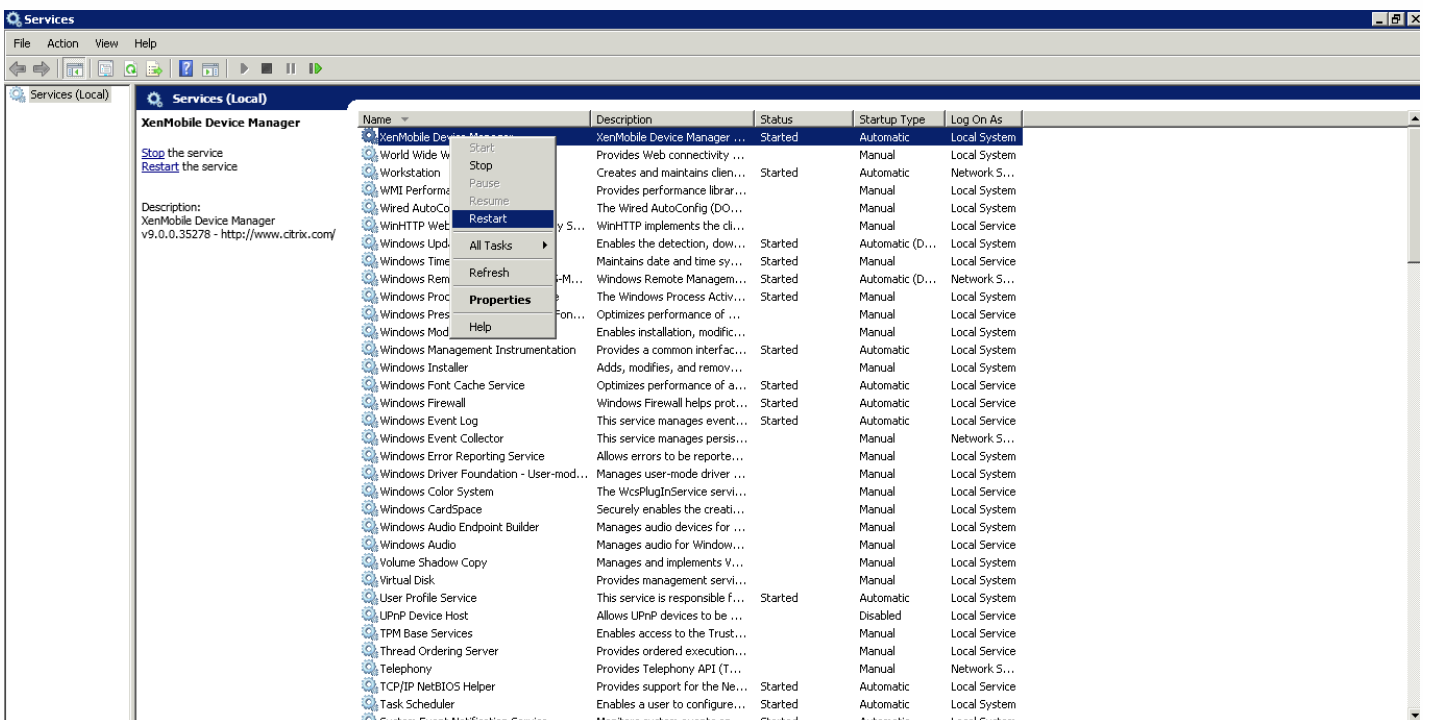 Services
File Action View Help
Services (Local)
Services (Local)
XenMobile Device Manager
Stop the service
Restart the service
Description:
XenMobile Device Manager
v9.0.0.35278 - http://www.citrix.com/
Name Description Status Startup Type Log On As
XenMobile Device Manager XenMobile Device Manager ... Started Automatic Local System
World Wide W Provides Web connectivity ... Manual Local System
Workstation Creates and maintains clien... Started Automatic Network S...
WMI Performa Provides performance librar... Manual Local System
Wired AutoCo The Wired AutoConfig (DO... Manual Local System
WinHTTP Web y S... WinHTTP implements the cli... Manual Local Service
Windows Upd Enables the detection, dow... Started Automatic (D... Local System
Windows Time Maintains date and time sy... Started Manual Local Service
Windows Rem S-M... Windows Remote Managem... Started Automatic (D... Network S...
Windows Proc e The Windows Process Activ... Started Manual Local System
Windows Pres Fon... Optimizes performance of ... Manual Local Service
Windows Mod Enables installation, modific... Manual Local System
Windows Management Instrumentation Provides a common interfac... Started Automatic Local System
Windows Installer Adds, modifies, and remov... Manual Local System
Windows Font Cache Service Optimizes performance of a... Started Automatic Local Service
Windows Firewall Windows Firewall helps prot... Started Automatic Local Service
Windows Event Log This service manages event... Started Automatic Local Service
Windows Event Collector This service manages persis... Manual Network S...
Windows Error Reporting Service Allows errors to be reporte... Manual Local System
Windows Driver Foundation - User-mod... Manages user-mode driver ... Manual Local System
Windows Color System The WcsPlugInService servi... Manual Local Service
Windows CardSpace Securely enables the creati... Manual Local System
Windows Audio Endpoint Builder Manages audio devices for ... Manual Local System
Windows Audio Manages audio for Window... Manual Local Service
Volume Shadow Copy Manages and implements V... Manual Local System
Virtual Disk Provides management servi... Manual Local System
User Profile Service This service is responsible f... Started Automatic Local System
UPnP Device Host Allows UPnP devices to be ... Disabled Local Service
TPM Base Services Enables access to the Trust... Manual Local Service
Thread Ordering Server Provides ordered execution... Manual Local Service
Telephony Provides Telephony API (T... Manual Network S...
TCP/IP NetBIOS Helper Provides support for the Ne... Started Automatic Local Service
Task Scheduler Enables a user to configure... Started Automatic Local System
Start
Stop
Pause
Resume
Restart
All Tasks
Refresh
Properties
Help